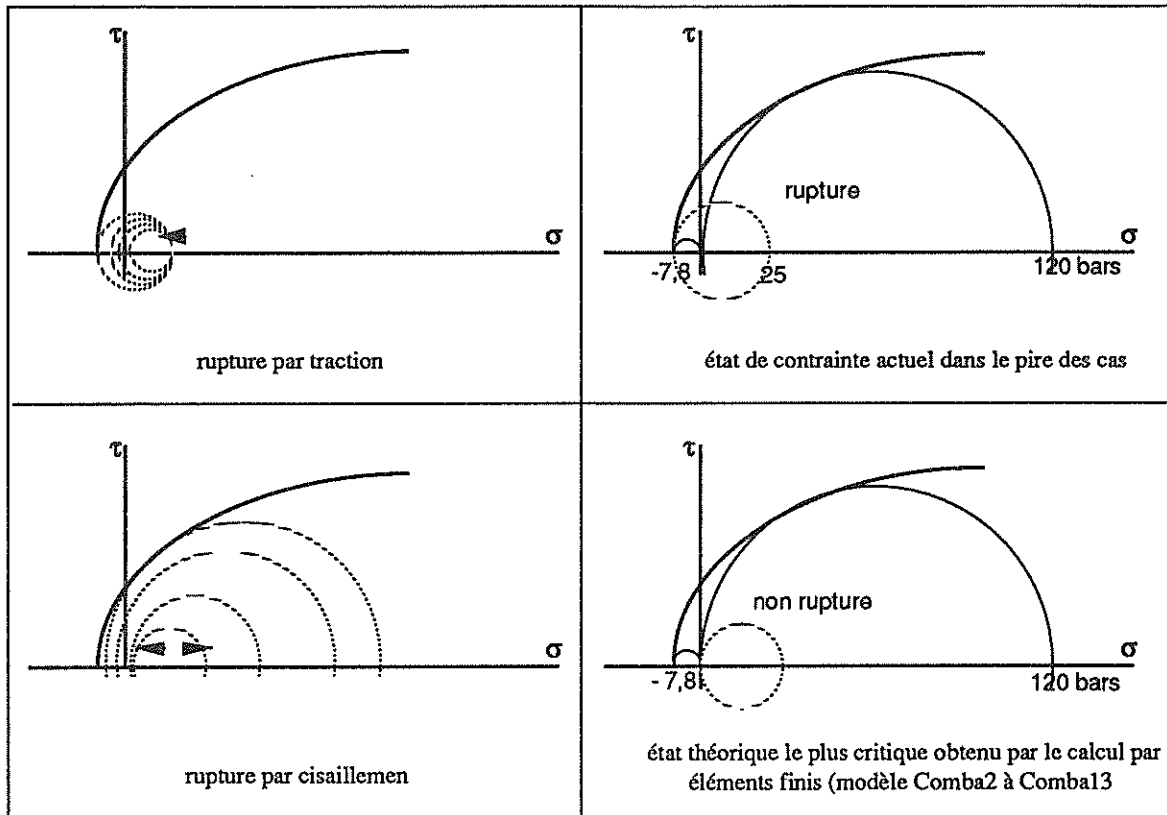 τ
σ
rupture par traction
τ
rupture
σ
-7,8
25
120 bars
état de contrainte actuel dans le pire des cas
τ
σ
rupture par cisaillemen
τ
non rupture
σ
- 7,8
120 bars
état théorique le plus critique obtenu par le calcul par
éléments finis (modèle Comba2 à Comba13